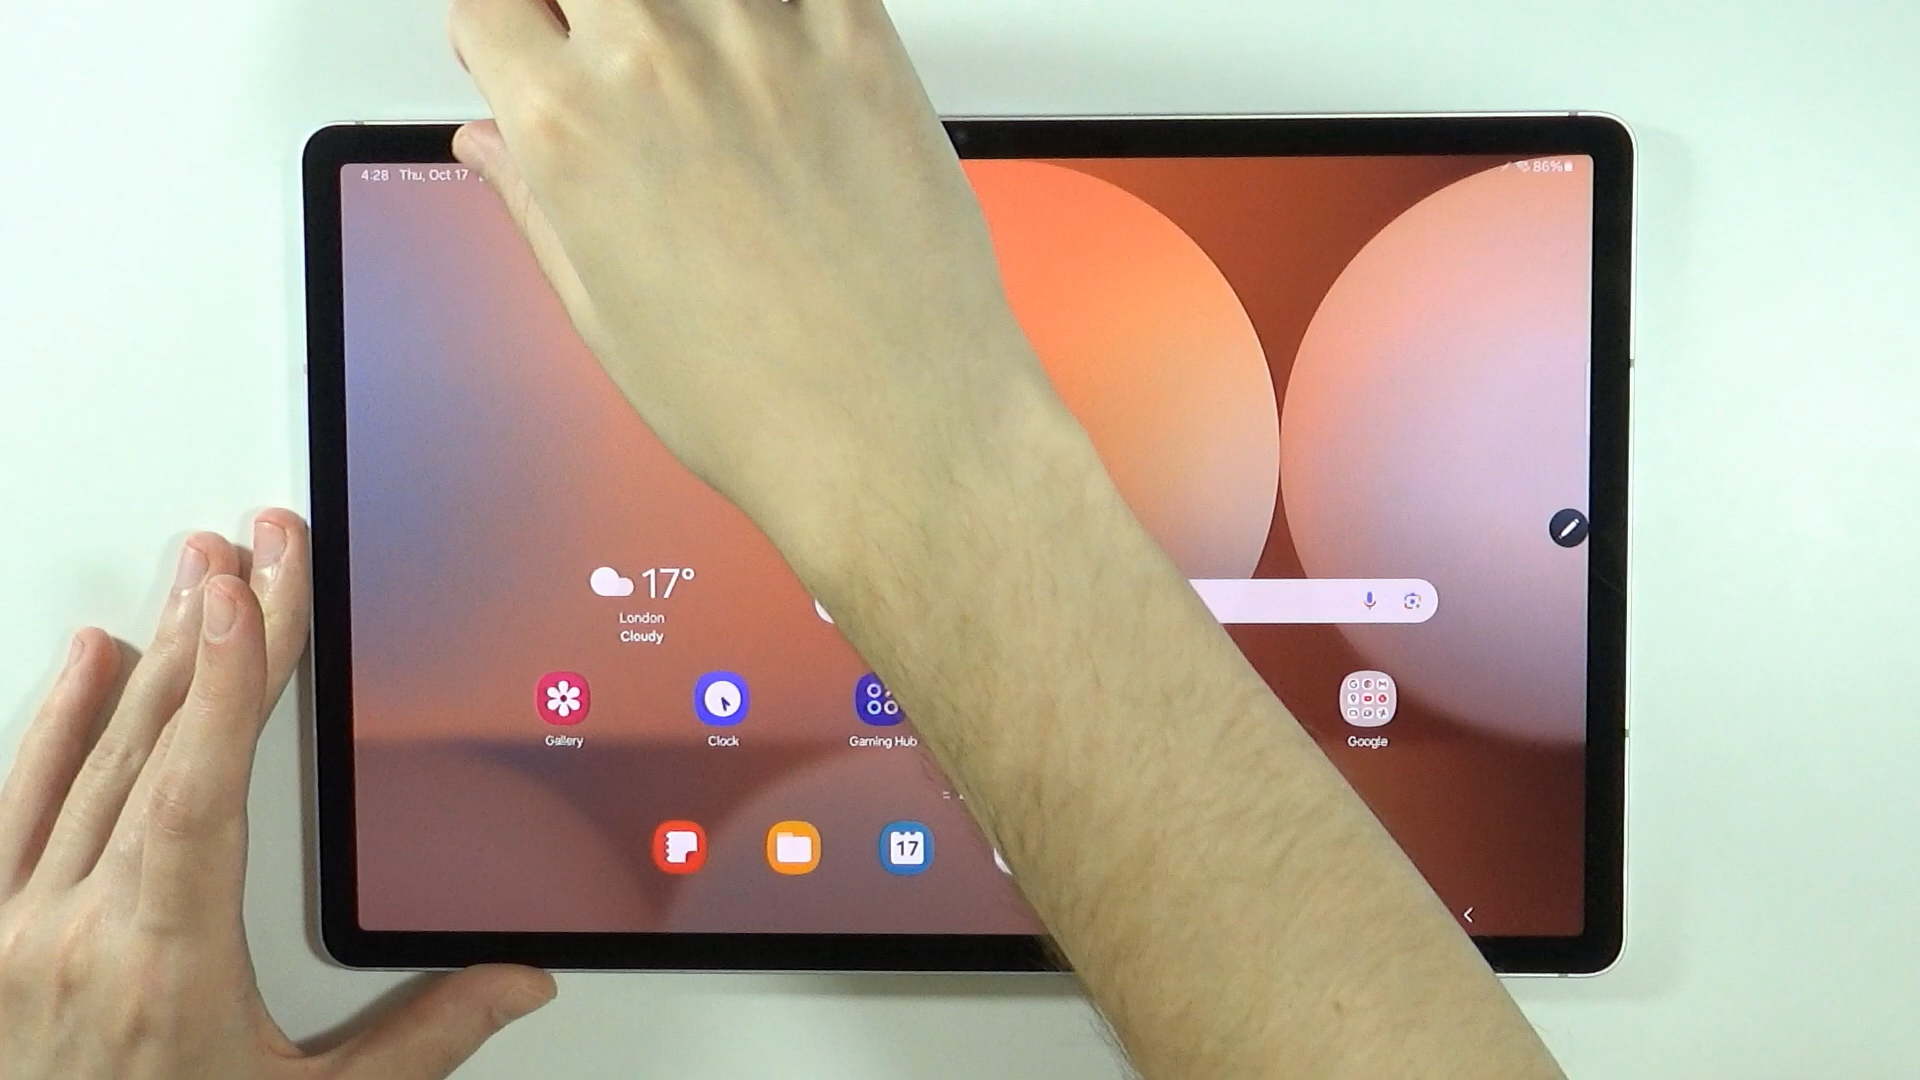 4:28 Thu, Oct 17
86%
17°
London
Cloudy
Gallery
Clock
Gaming Hub
Google
17